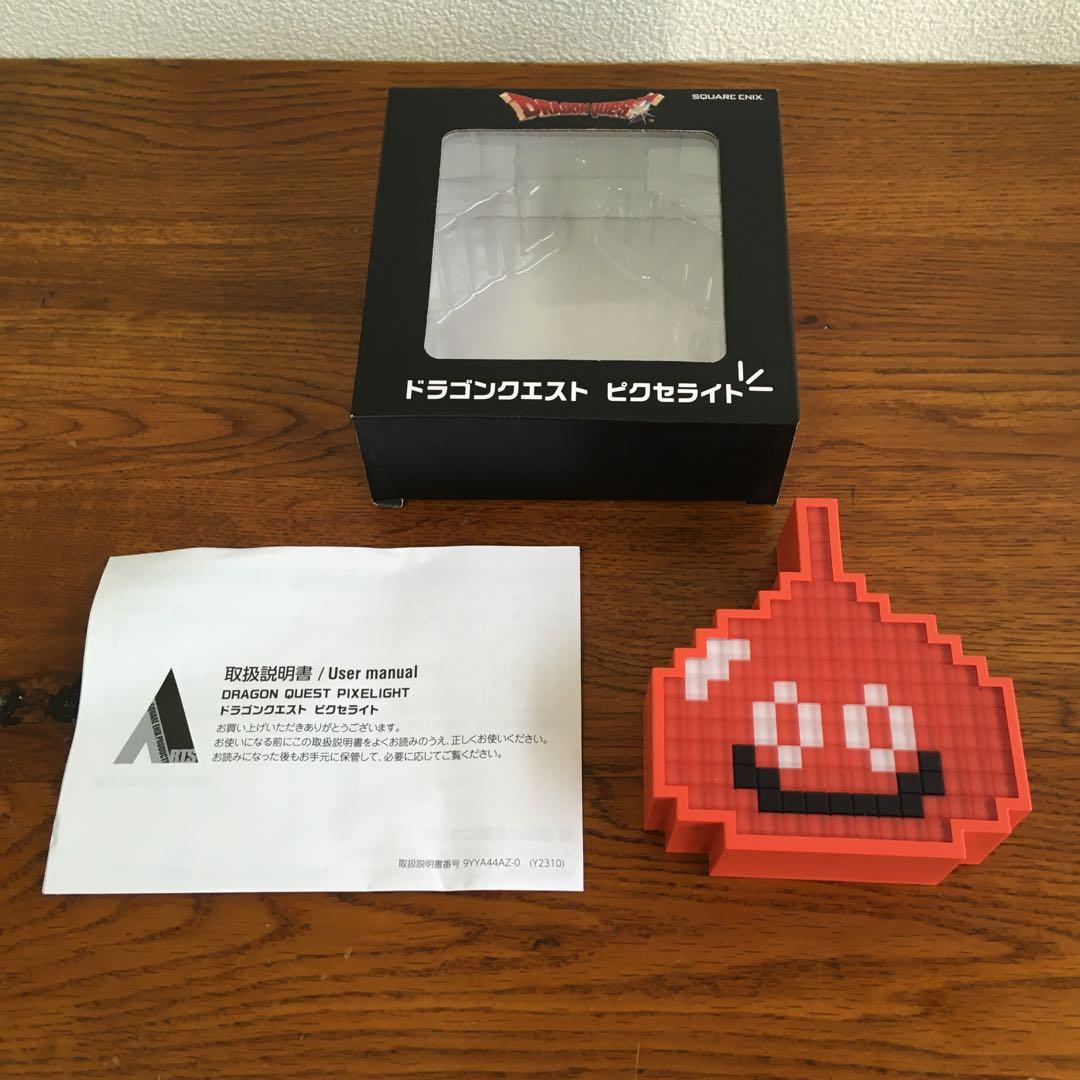 DRAGON QUEST
SQUARE ENIX
ドラゴンクエスト ピクセライト
取扱説明書 / User manual
DRAGON QUEST PIXELIGHT
ドラゴンクエスト ピクセライト
お買い上げいただきありがとうございます。
お使いになる前にこの取扱説明書をよくお読みのうえ、正しくお使いください。
お読みになった後もお手元に保管して、必要に応じてご覧ください。
SQUARE ENIX PRODUCT
ARTS
取扱説明書番号 9YYA44AZ-0 (Y2310)